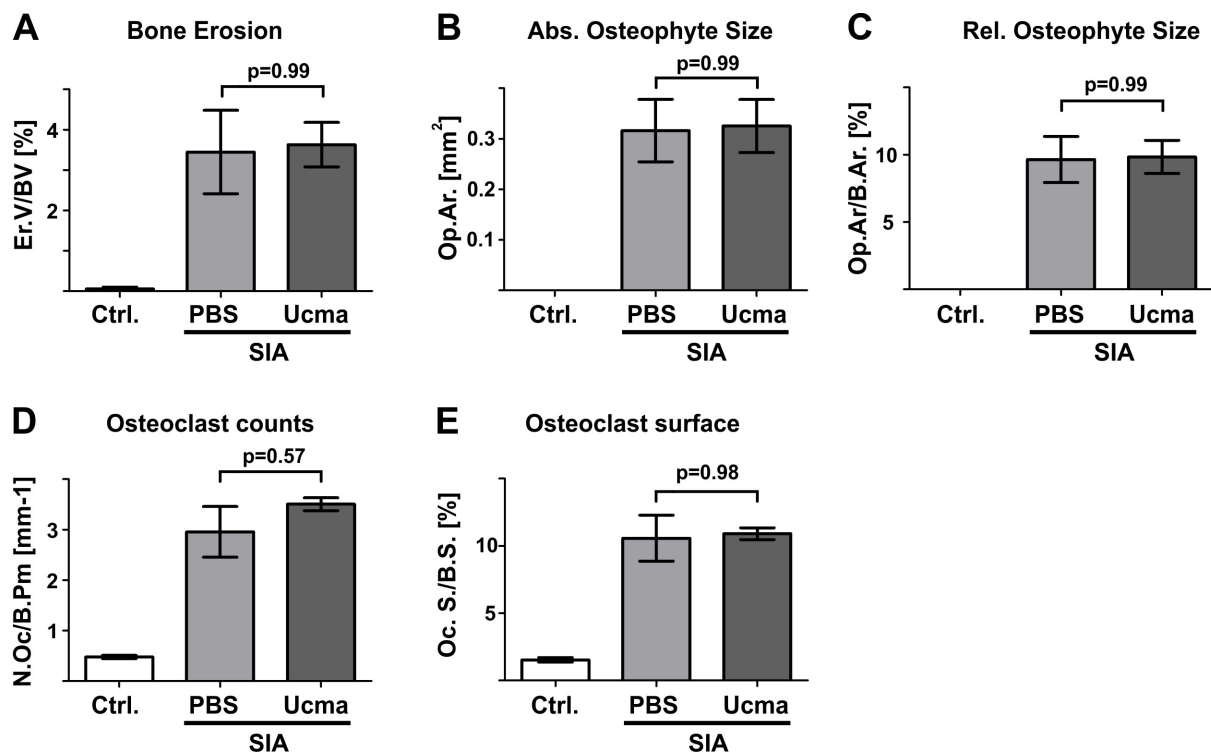 A Bone Erosion
p=0.99
Er.V/BV [%]
4
2
Ctrl. PBS Ucma
SIA
B Abs. Osteophyte Size
p=0.99
Op.Ar. [mm²]
0.3
0.2
0.1
Ctrl. PBS Ucma
SIA
C Rel. Osteophyte Size
p=0.99
Op.Ar/B.Ar. [%]
10
5
Ctrl. PBS Ucma
SIA
D Osteoclast counts
p=0.57
N.Oc/B.Pm [mm-1]
3
2
1
Ctrl. PBS Ucma
SIA
E Osteoclast surface
p=0.98
Oc. S./B.S. [%]
10
5
Ctrl. PBS Ucma
SIA